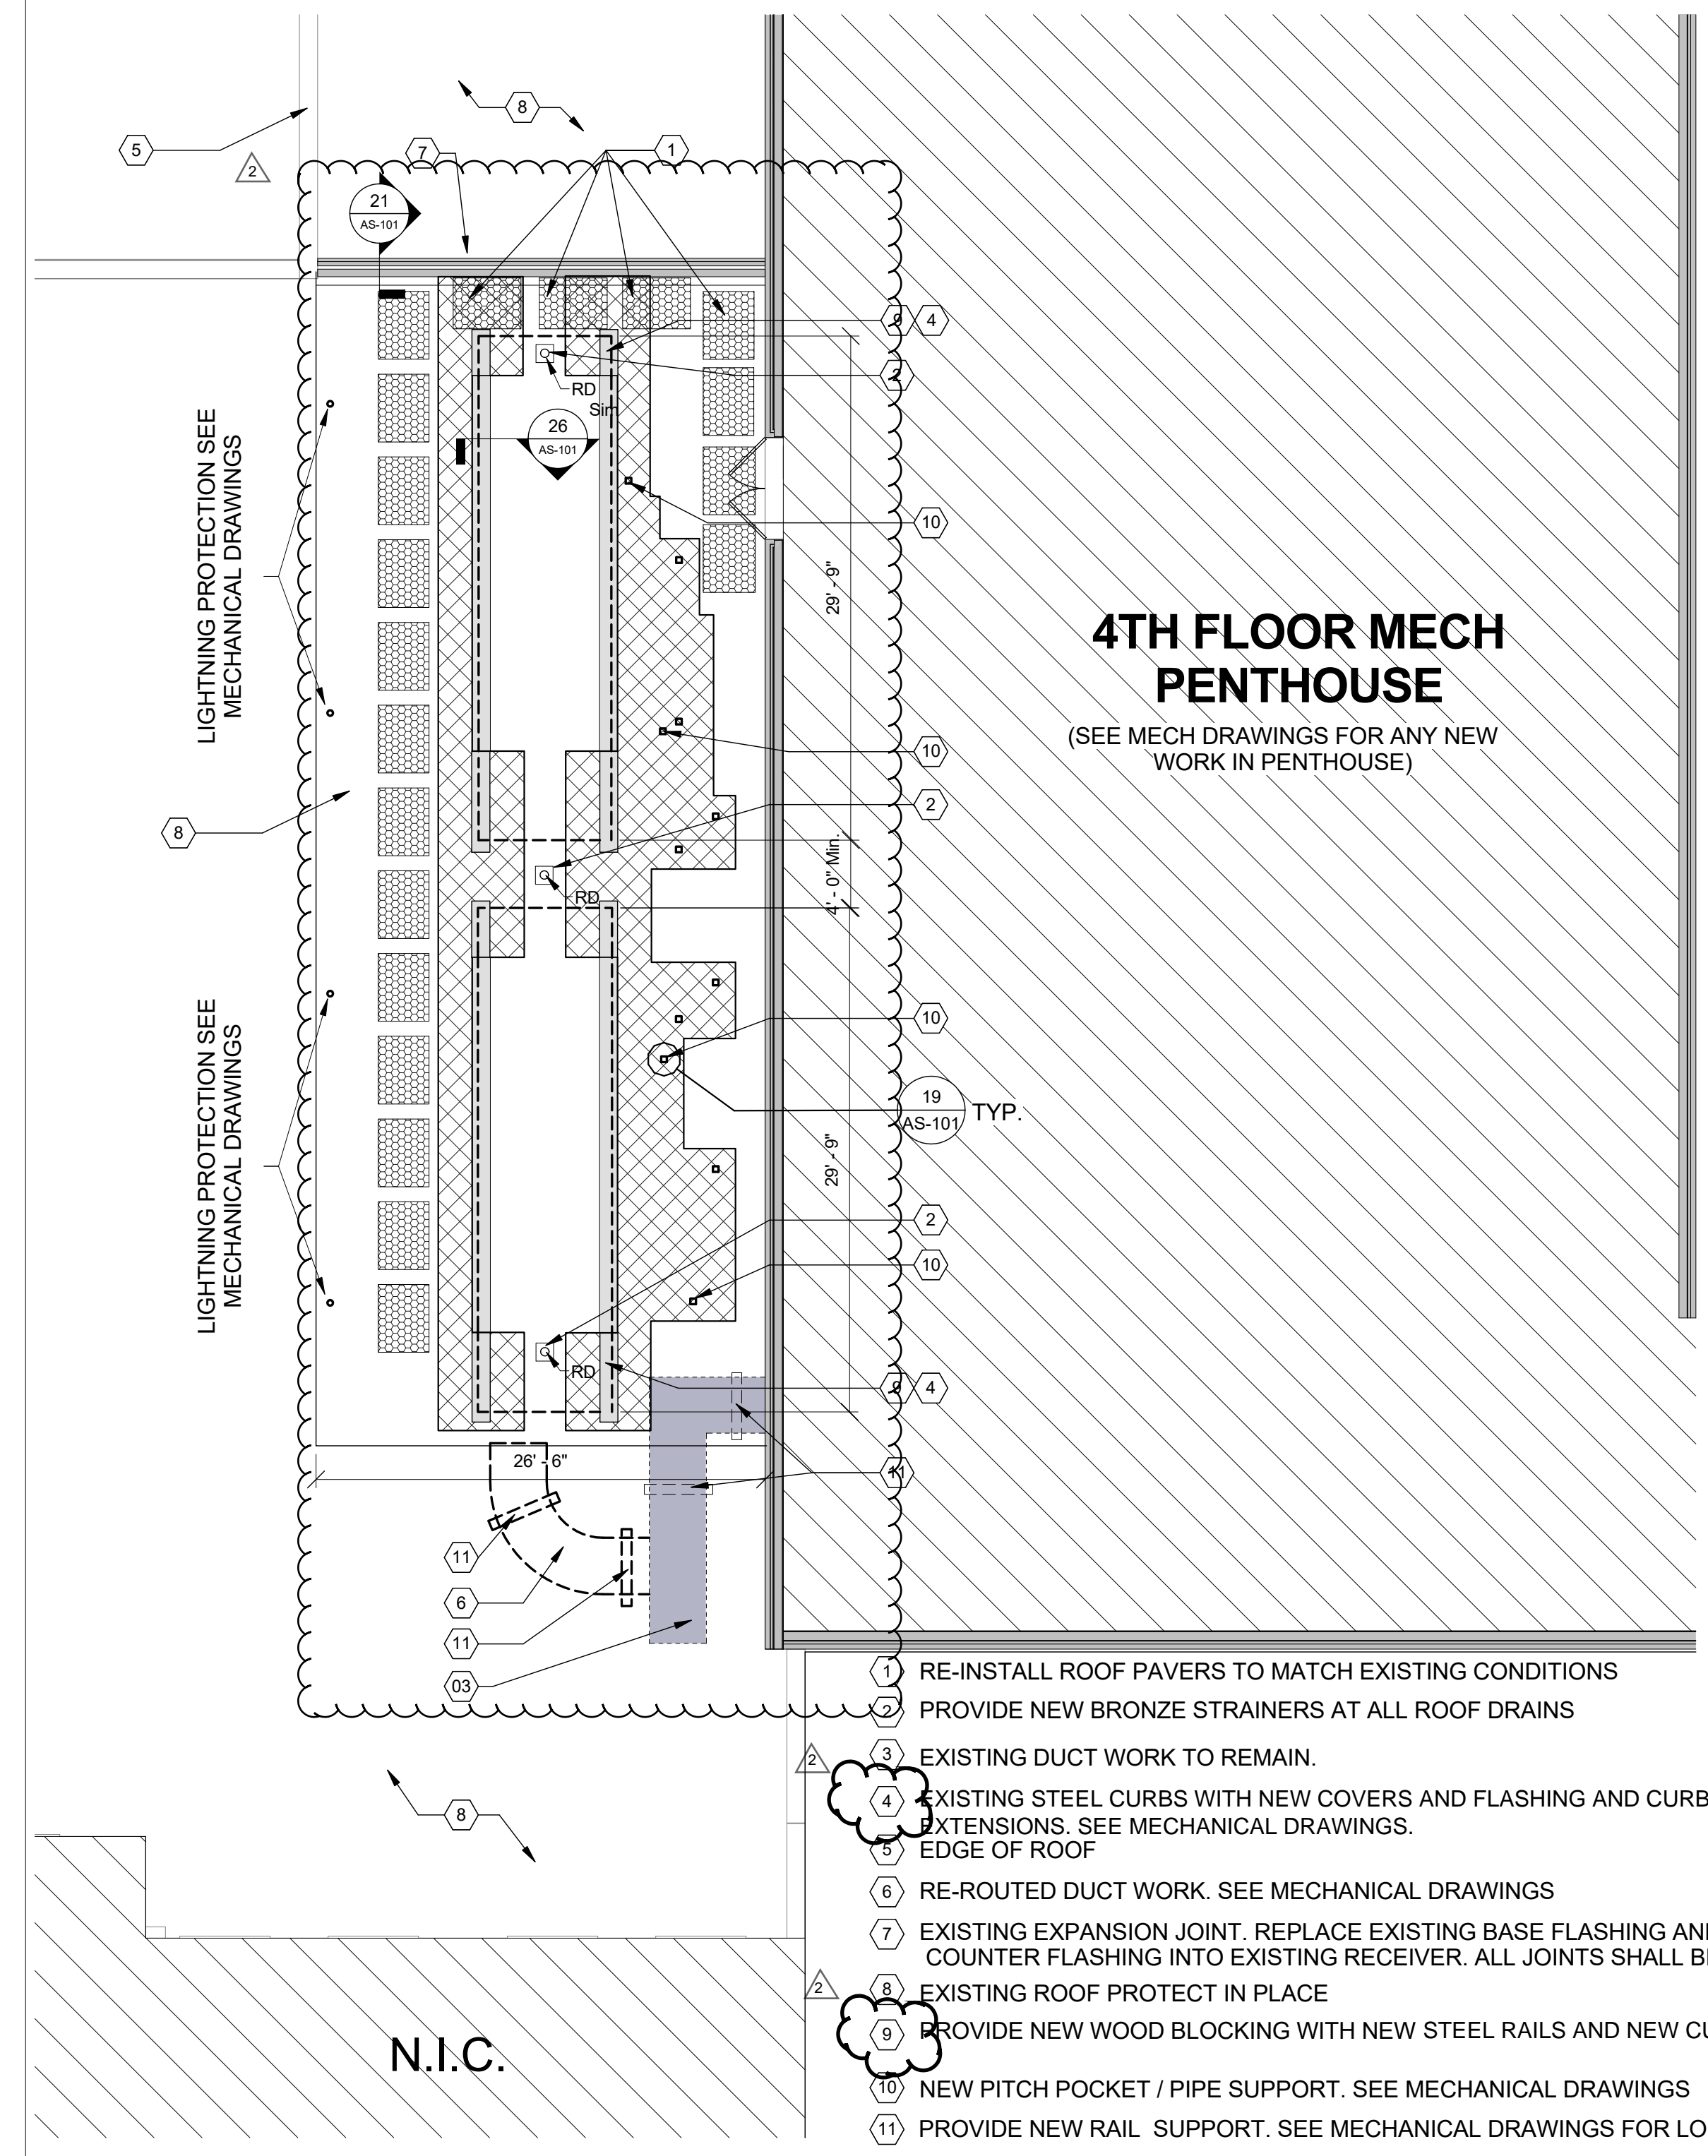 8
5
2
7
1
21
AS-101
9
4
2
RD
Sim
26
AS-101
10
LIGHTNING PROTECTION SEE
MECHANICAL DRAWINGS
29' - 9"
4TH FLOOR MECH
PENTHOUSE
(SEE MECH DRAWINGS FOR ANY NEW
WORK IN PENTHOUSE)
10
2
8
4' - 0" Min.
RD
10
LIGHTNING PROTECTION SEE
MECHANICAL DRAWINGS
19
AS-101
TYP.
29' - 9"
2
10
RD
9
4
26' - 6"
11
11
6
11
03
8
N.I.C.
1 RE-INSTALL ROOF PAVERS TO MATCH EXISTING CONDITIONS
2 PROVIDE NEW BRONZE STRAINERS AT ALL ROOF DRAINS
2
3 EXISTING DUCT WORK TO REMAIN.
4 EXISTING STEEL CURBS WITH NEW COVERS AND FLASHING AND CURB
EXTENSIONS. SEE MECHANICAL DRAWINGS.
5 EDGE OF ROOF
6 RE-ROUTED DUCT WORK. SEE MECHANICAL DRAWINGS
7 EXISTING EXPANSION JOINT. REPLACE EXISTING BASE FLASHING
COUNTER FLASHING INTO EXISTING RECEIVER. ALL JOINTS SHALL
2
8 EXISTING ROOF PROTECT IN PLACE
9 PROVIDE NEW WOOD BLOCKING WITH NEW STEEL RAILS AND NEW
10 NEW PITCH POCKET / PIPE SUPPORT. SEE MECHANICAL DRAWINGS
11 PROVIDE NEW RAIL SUPPORT. SEE MECHANICAL DRAWINGS FOR